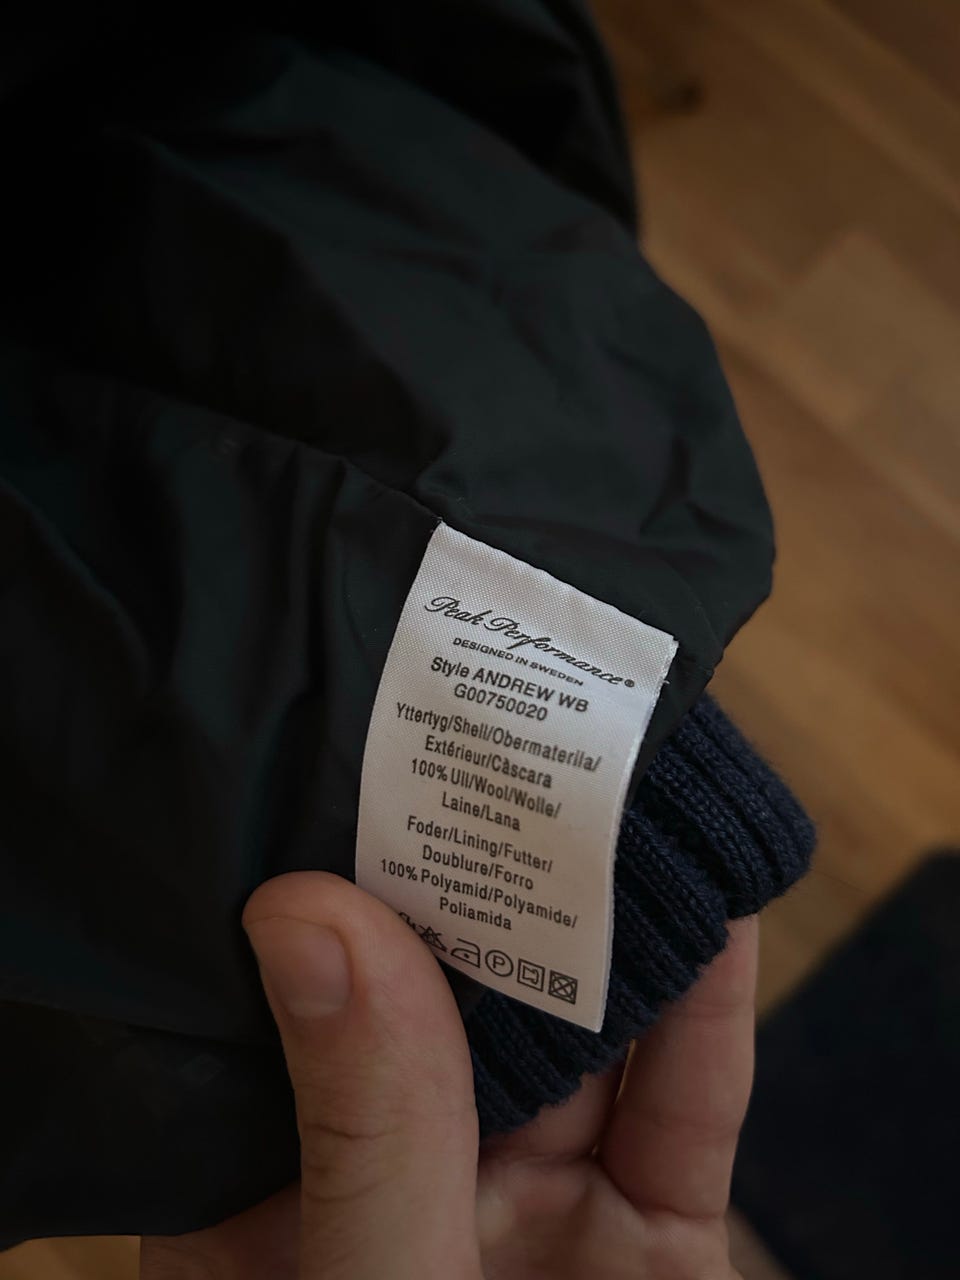 Peak Performance®
DESIGNED IN SWEDEN
Style ANDREW WB
G00750020
Yttertyg/Shell/Obermaterila/
Extérieur/Càscara
100% Ull/Wool/Wolle/
Laine/Lana
Foder/Lining/Futter/
Doublure/Forro
100% Polyamid/Polyamide/
Poliamida
P